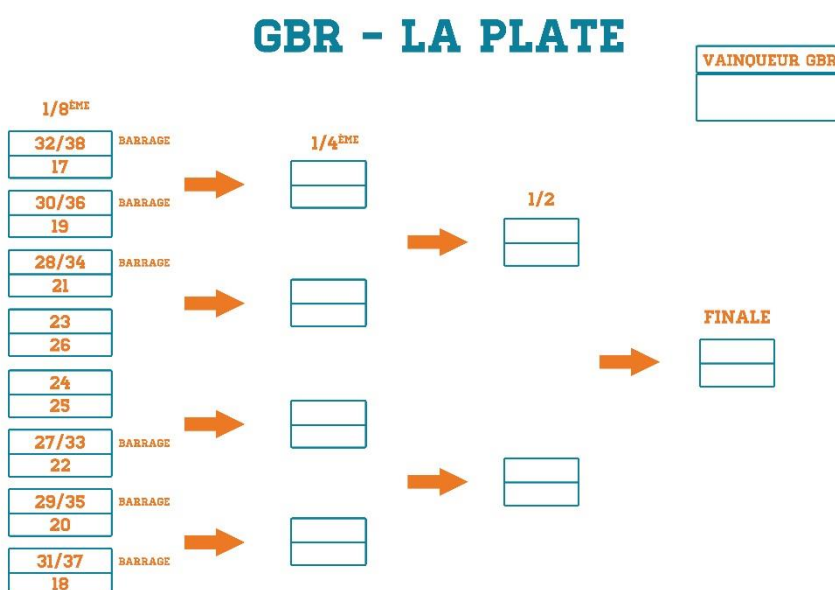 GBR - LA PLATE
VAINQUEUR GBR
1/8ÈME
32/38 BARRAGE
17
30/36 BARRAGE
19
28/34 BARRAGE
21
23
26
24
25
27/33 BARRAGE
22
29/35 BARRAGE
20
31/37 BARRAGE
18
1/4ÈME
1/2
FINALE